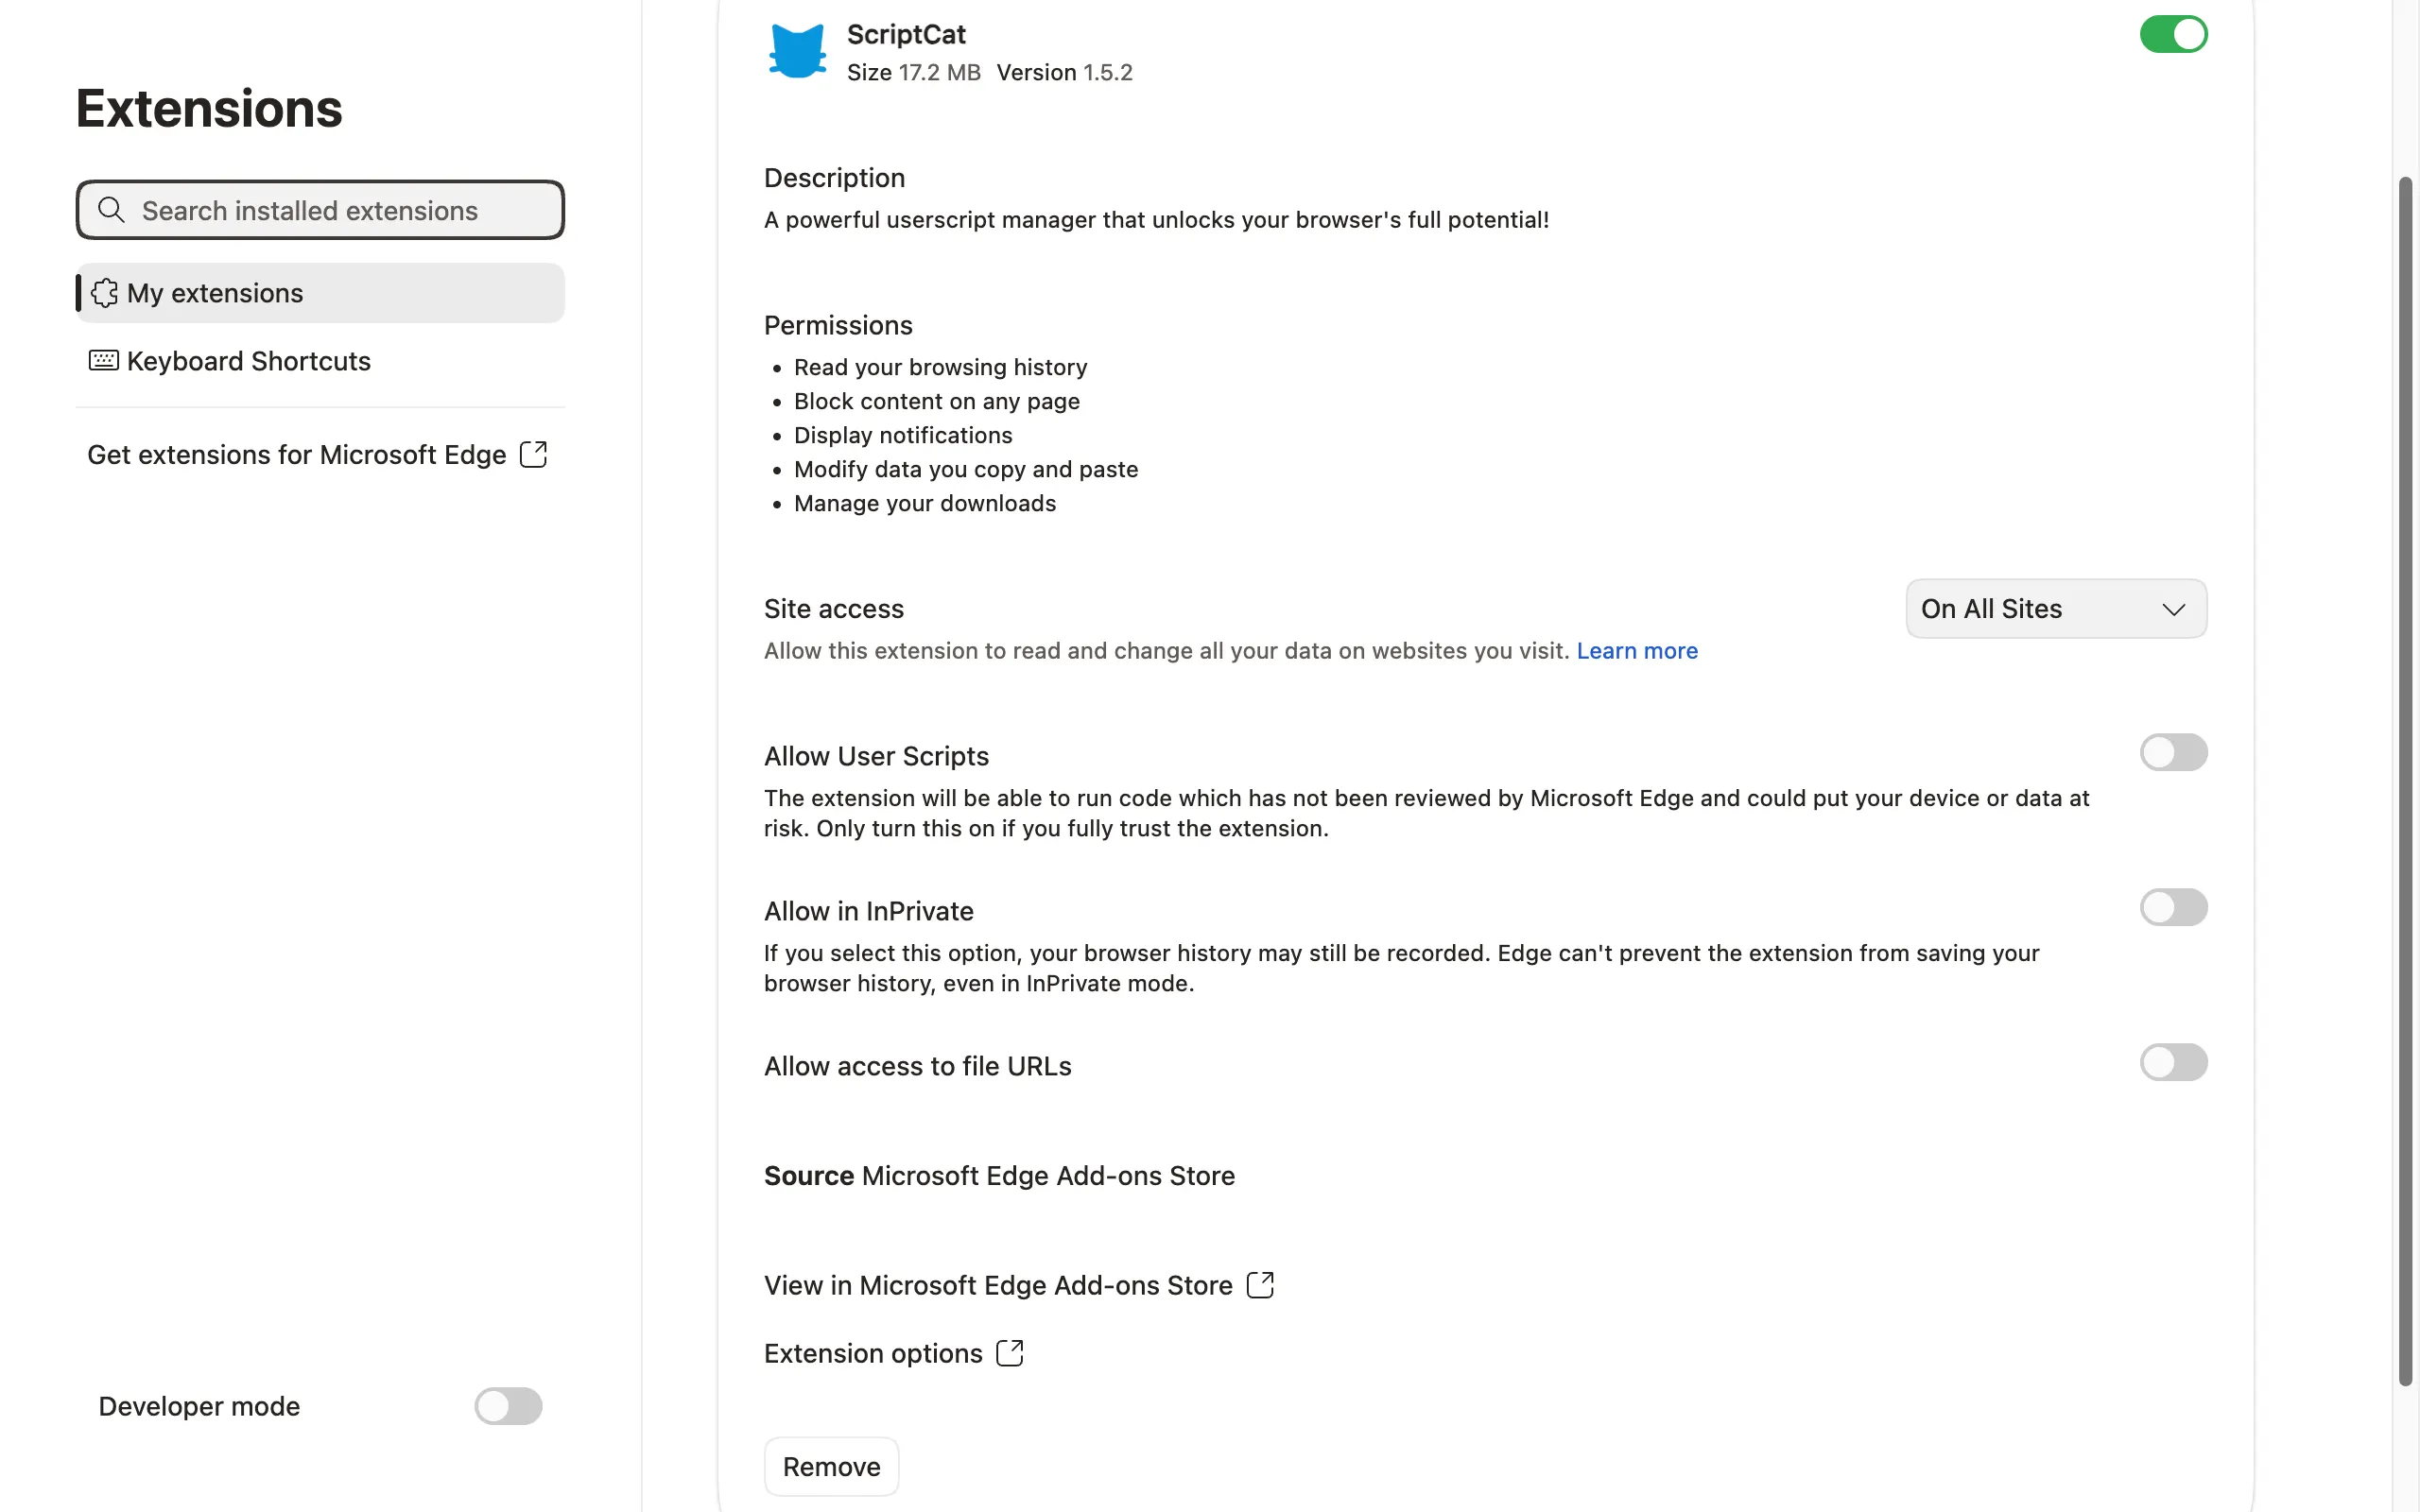 Extensions
Search installed extensions
My extensions
Keyboard Shortcuts
Get extensions for Microsoft Edge
Developer mode
ScriptCat
Size 17.2 MB Version 1.5.2
Description
A powerful userscript manager that unlocks your browser's full potential!
Permissions
• Read your browsing history
• Block content on any page
• Display notifications
• Modify data you copy and paste
• Manage your downloads
Site access
On All Sites
Allow this extension to read and change all your data on websites you visit. Learn more
Allow User Scripts
The extension will be able to run code which has not been reviewed by Microsoft Edge and could put your device or data at
risk. Only turn this on if you fully trust the extension.
Allow in InPrivate
If you select this option, your browser history may still be recorded. Edge can't prevent the extension from saving your
browser history, even in InPrivate mode.
Allow access to file URLs
Source Microsoft Edge Add-ons Store
View in Microsoft Edge Add-ons Store
Extension options
Remove